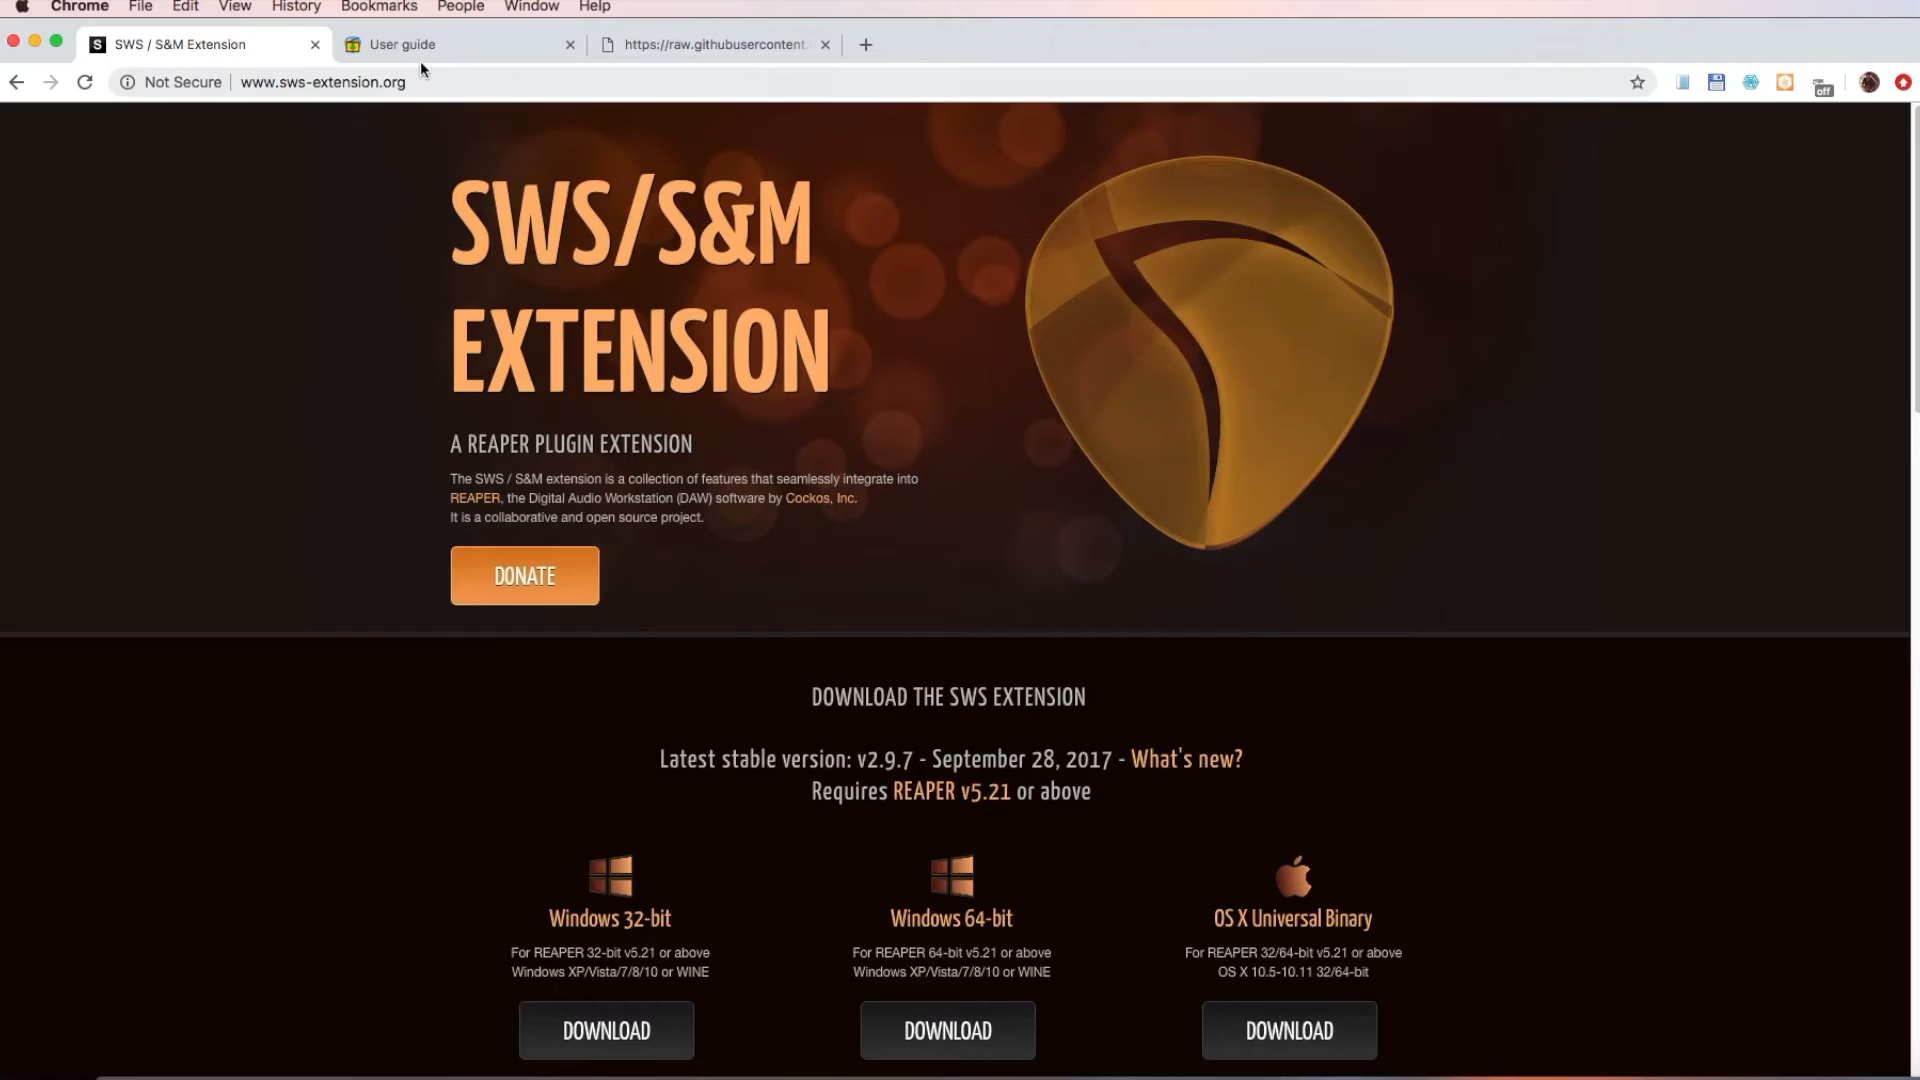 Chrome File Edit View History Bookmarks People Window Help
S SWS / S&M Extension User guide https://raw.githubusercontent.
Not Secure www.sws-extension.org off
SWS/S&M
EXTENSION
A REAPER PLUGIN EXTENSION
The SWS / S&M extension is a collection of features that seamlessly integrate into
REAPER, the Digital Audio Workstation (DAW) software by Cockos, Inc.
It is a collaborative and open source project.
DONATE
DOWNLOAD THE SWS EXTENSION
Latest stable version: v2.9.7 - September 28, 2017 - What's new?
Requires REAPER v5.21 or above
Windows 32-bit
For REAPER 32-bit v5.21 or above
Windows XP/Vista/7/8/10 or WINE
DOWNLOAD
Windows 64-bit
For REAPER 64-bit v5.21 or above
Windows XP/Vista/7/8/10 or WINE
DOWNLOAD
OS X Universal Binary
For REAPER 32/64-bit v5.21 or above
OS X 10.5-10.11 32/64-bit
DOWNLOAD